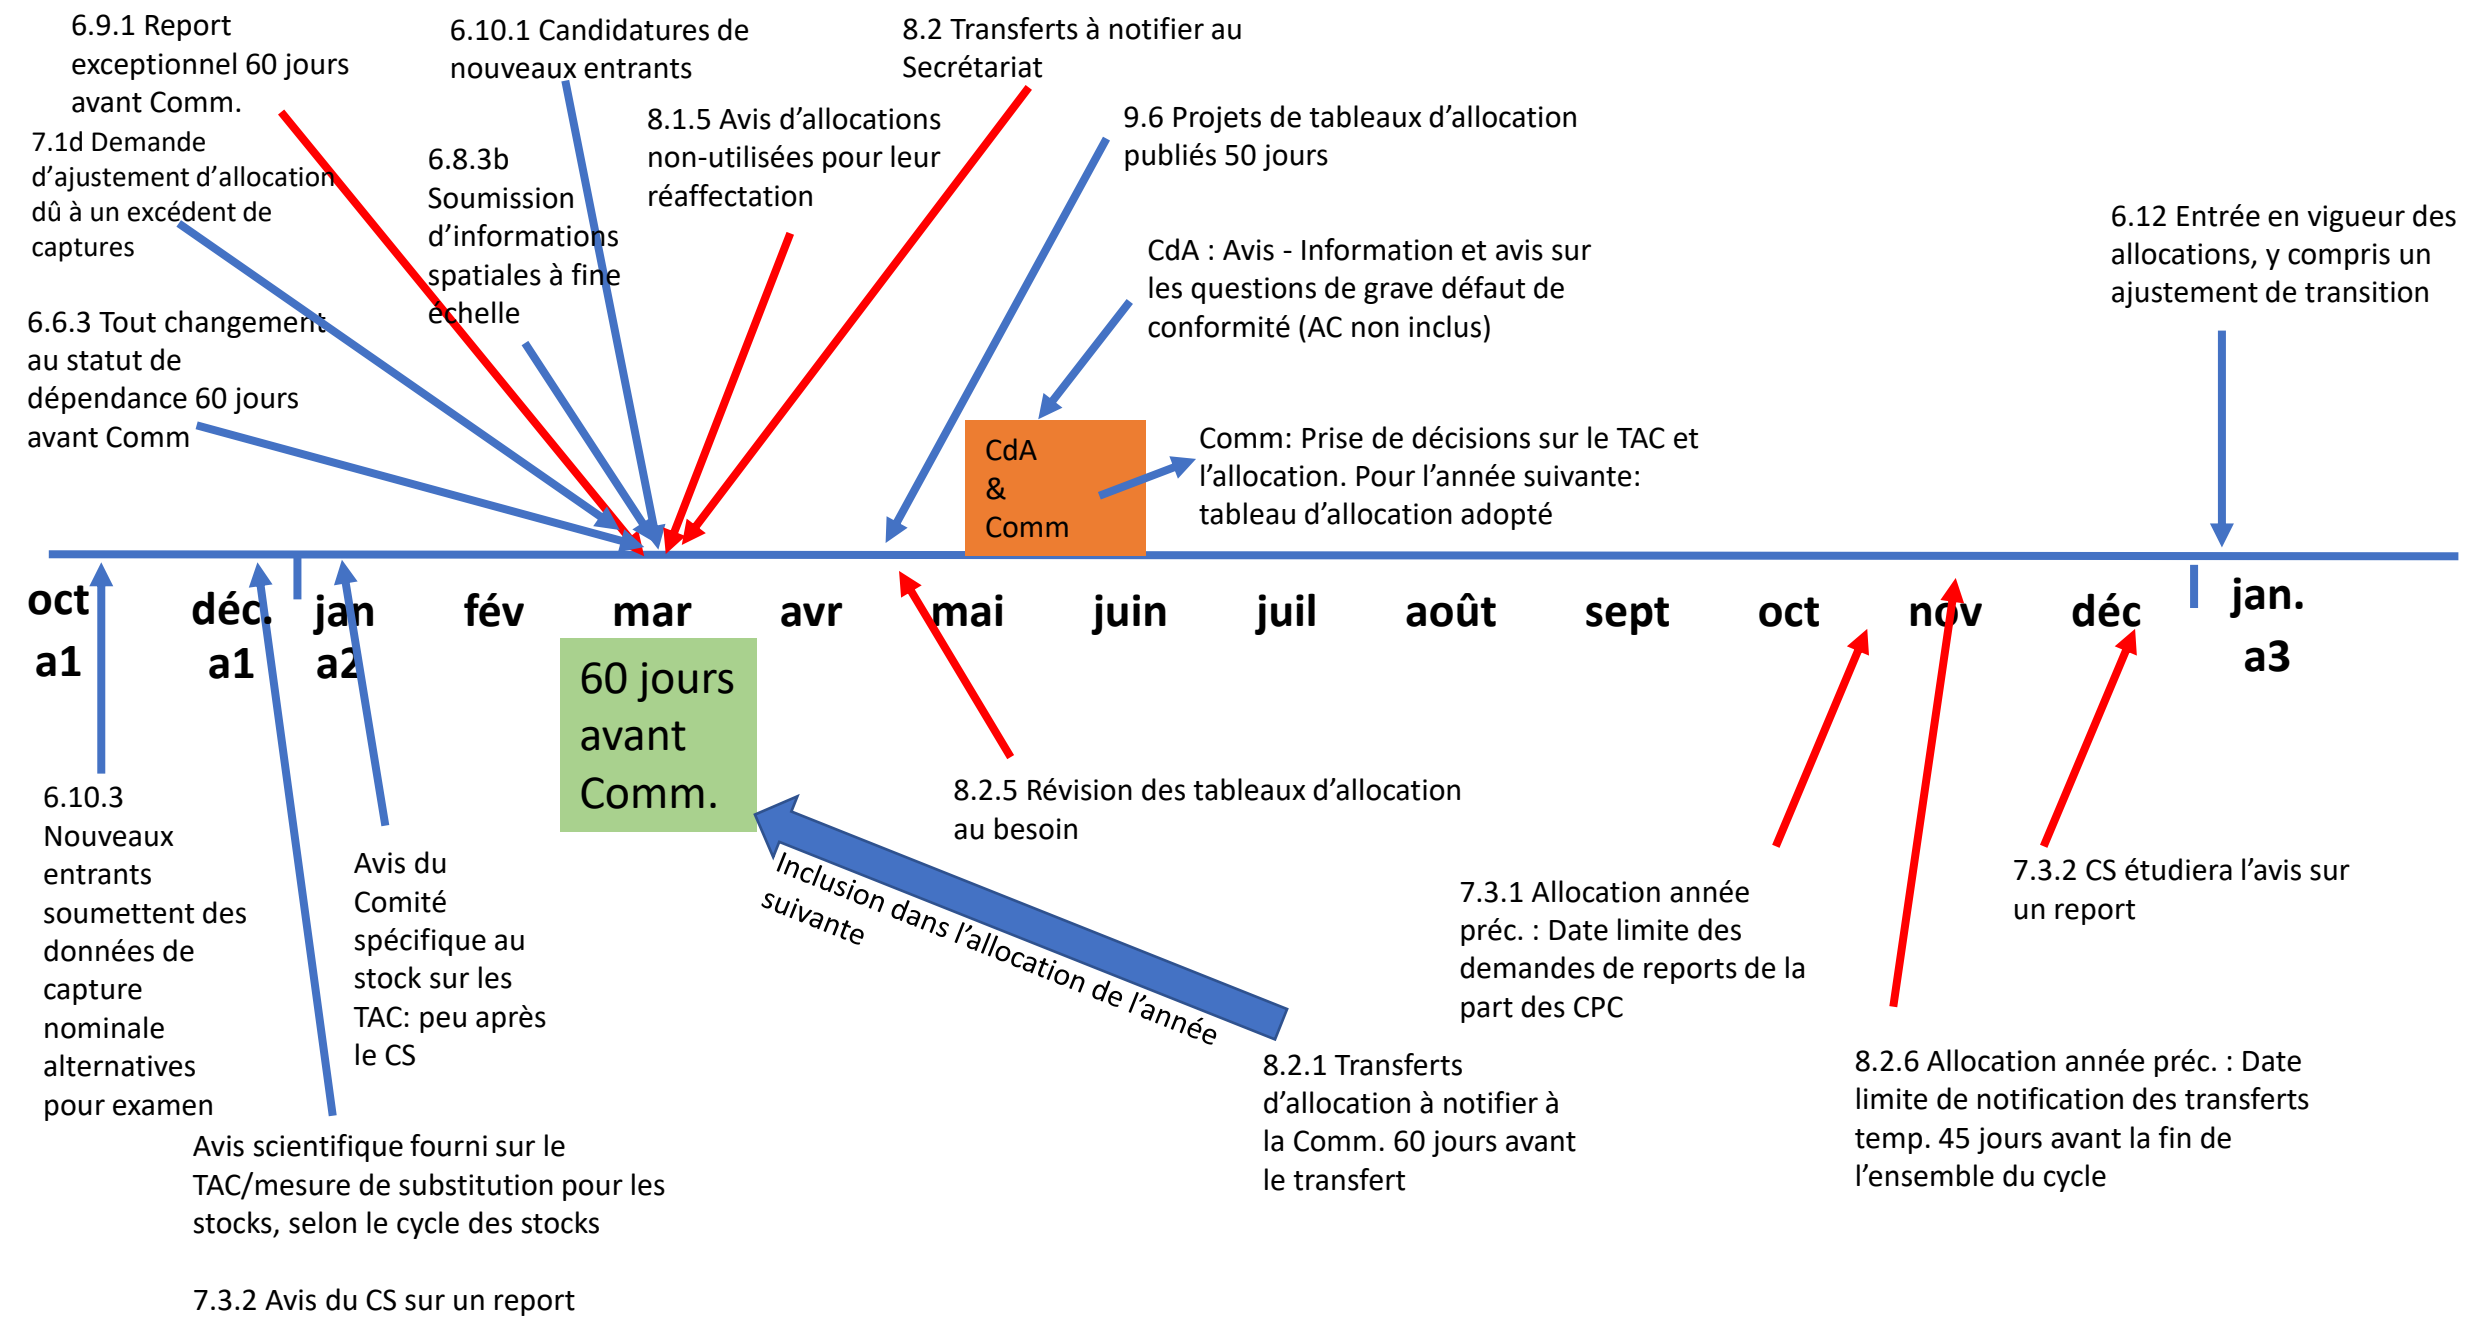 6.9.1 Report
exceptionnel 60 jours
avant Comm.
6.10.1 Candidatures de
nouveaux entrants
8.2 Transferts à notifier au
Secrétariat
7.1d Demande
d’ajustement d’allocation
dû à un excédent de
captures
6.8.3b
Soumission
d’informations
spatiales à fine
échelle
8.1.5 Avis d’allocations
non-utilisées pour leur
réaffectation
9.6 Projets de tableaux d’allocation
publiés 50 jours
6.12 Entrée en vigueur des
allocations, y compris un
ajustement de transition
CdA : Avis - Information et avis sur
les questions de grave défaut de
conformité (AC non inclus)
6.6.3 Tout changement
au statut de
dépendance 60 jours
avant Comm
CdA
&
Comm
Comm: Prise de décisions sur le TAC et
l’allocation. Pour l’année suivante:
tableau d’allocation adopté
oct
a1
déc.
a1
jan
a2
fév
mar
avr
mai
juin
juil
août
sept
oct
nov
déc
jan.
a3
60 jours
avant
Comm.
6.10.3
Nouveaux
entrants
soumettent des
données de
capture
nominale
alternatives
pour examen
Avis du
Comité
spécifique au
stock sur les
TAC: peu après
le CS
8.2.5 Révision des tableaux d’allocation
au besoin
Inclusion dans l’allocation de l’année
suivante
7.3.1 Allocation année
préc. : Date limite des
demandes de reports de la
part des CPC
7.3.2 CS étudiera l’avis sur
un report
8.2.1 Transferts
d’allocation à notifier à
la Comm. 60 jours avant
le transfert
8.2.6 Allocation année préc. : Date
limite de notification des transferts
temp. 45 jours avant la fin de
l’ensemble du cycle
Avis scientifique fourni sur le
TAC/mesure de substitution pour les
stocks, selon le cycle des stocks
7.3.2 Avis du CS sur un report